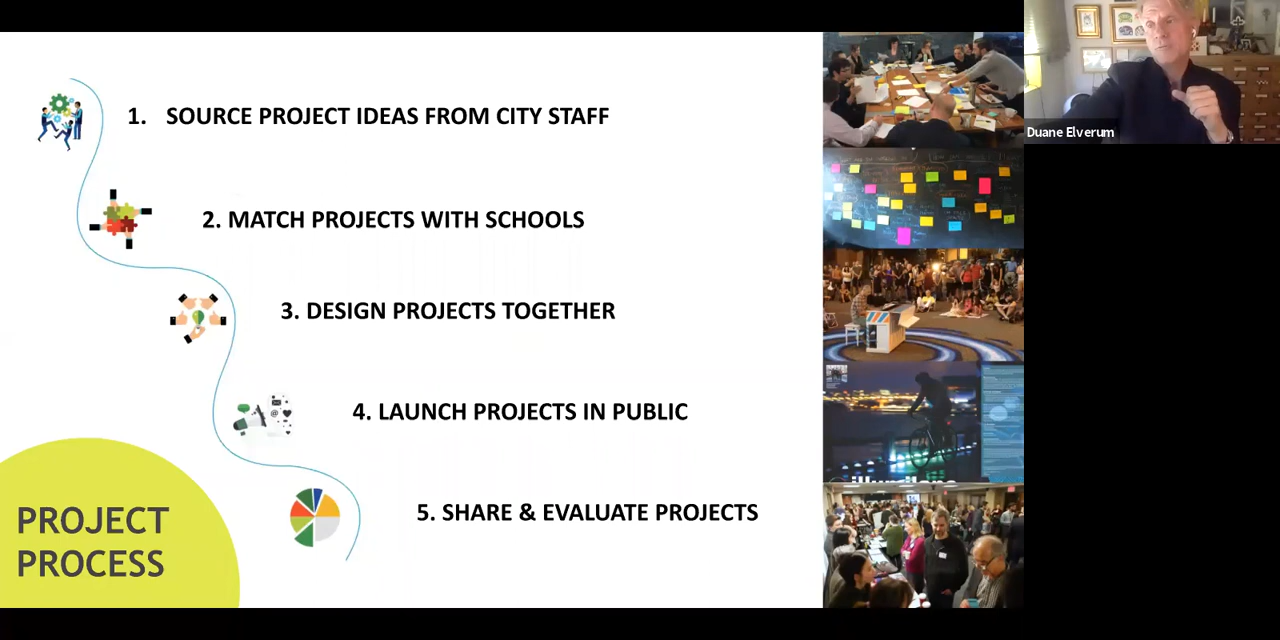 1. SOURCE PROJECT IDEAS FROM CITY STAFF
2. MATCH PROJECTS WITH SCHOOLS
3. DESIGN PROJECTS TOGETHER
4. LAUNCH PROJECTS IN PUBLIC
5. SHARE & EVALUATE PROJECTS
PROJECT
PROCESS
Duane Elverum